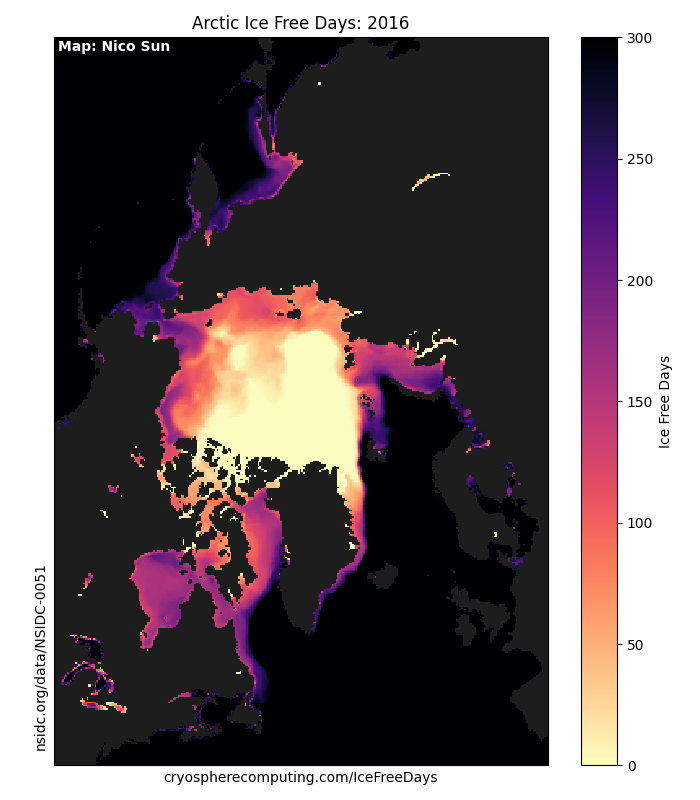 Arctic Ice Free Days: 2016
Map: Nico Sun
300
250
200
150
100
50
0
Ice Free Days
nsidc.org/data/NSIDC-0051
cryospherecomputing.com/IceFreeDays